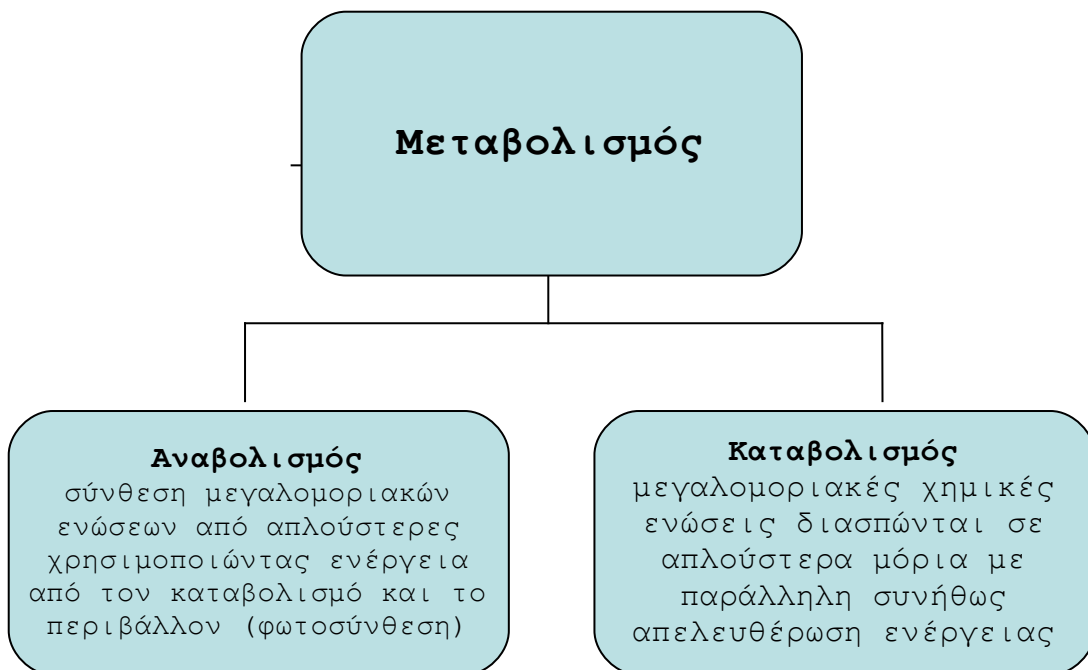 Μεταβολισμός
Αναβολισμός
σύνθεση μεγαλομοριακών
ενώσεων από απλούστερες
χρησιμοποιώντας ενέργεια
από τον καταβολισμό και το
περιβάλλον (φωτοσύνθεση)
Καταβολισμός
μεγαλομοριακές χημικές
ενώσεις διασπώνται σε
απλούστερα μόρια με
παράλληλη συνήθως
απελευθέρωση ενέργειας